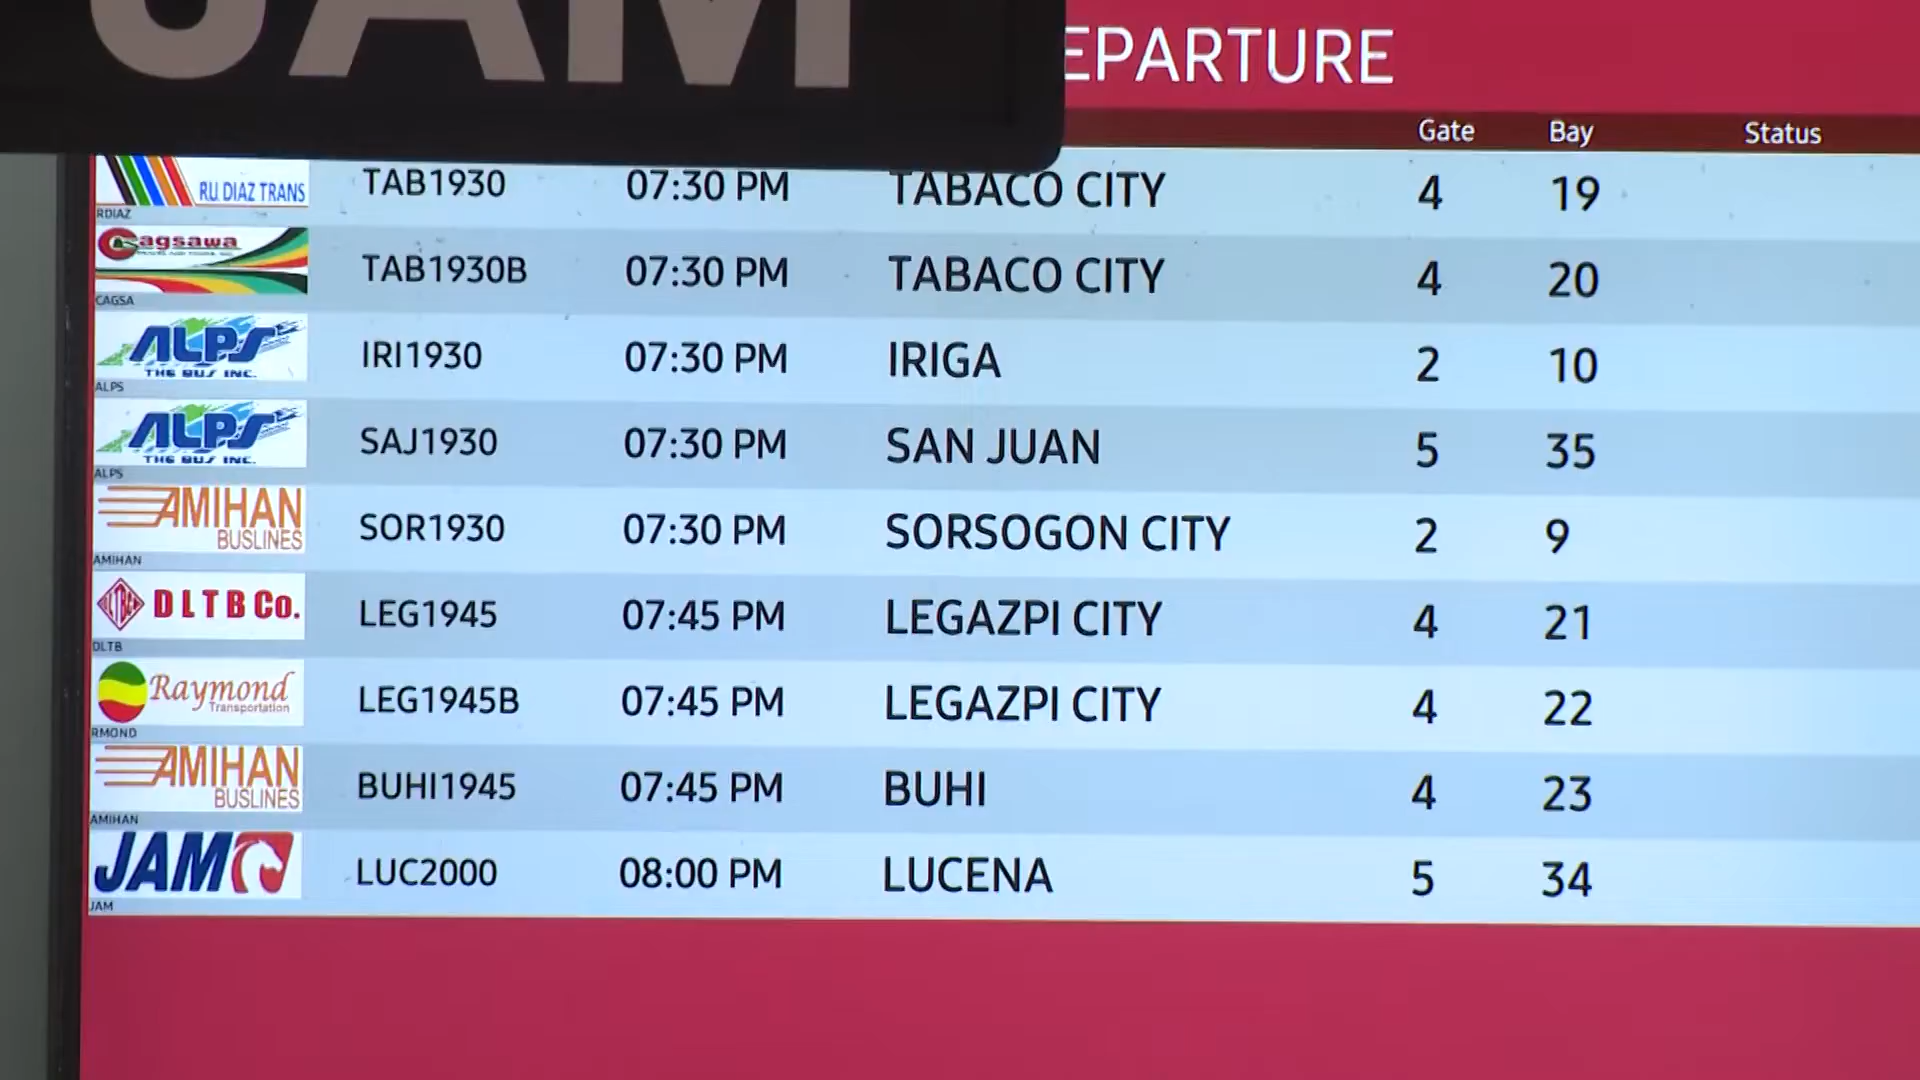 JAM
EPARTURE
Gate Bay Status
R.U. DIAZ TRANS TAB1930 07:30 PM TABACO CITY 4 19
RDIAZ
Cagsawa TAB1930B 07:30 PM TABACO CITY 4 20
CAGSA
ALPS IRI1930 07:30 PM IRIGA 2 10
THE BUS INC.
ALPS
ALPS SAJ1930 07:30 PM SAN JUAN 5 35
THE BUS INC.
ALPS
AMIHAN SOR1930 07:30 PM SORSOGON CITY 2 9
BUSLINES
AMIHAN
DLTB Co. LEG1945 07:45 PM LEGAZPI CITY 4 21
DLTB
Raymond LEG1945B 07:45 PM LEGAZPI CITY 4 22
Transportation
RMOND
AMIHAN BUHI1945 07:45 PM BUHI 4 23
BUSLINES
AMIHAN
JAM LUC2000 08:00 PM LUCENA 5 34
JAM